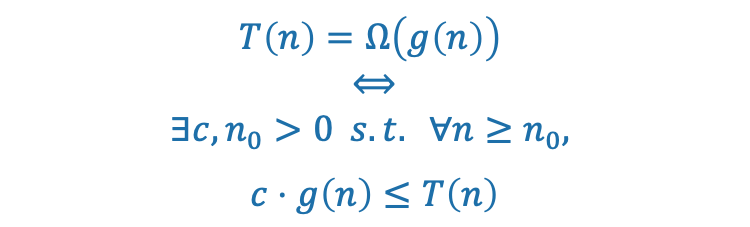 T(n) = Ω(g(n))
⇔
∃c, n₀ > 0 s.t. ∀n ≥ n₀,
c · g(n) ≤ T(n)